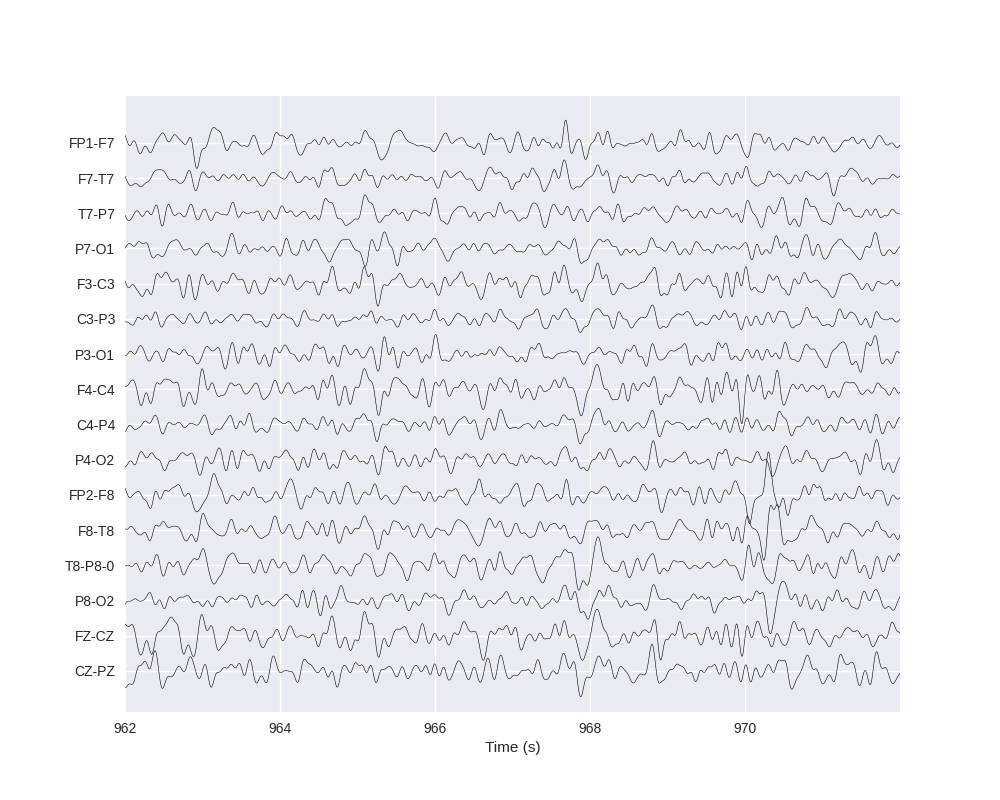 FP1-F7
F7-T7
T7-P7
P7-O1
F3-C3
C3-P3
P3-O1
F4-C4
C4-P4
P4-O2
FP2-F8
F8-T8
T8-P8-0
P8-O2
FZ-CZ
CZ-PZ
962 964 966 968 970
Time (s)